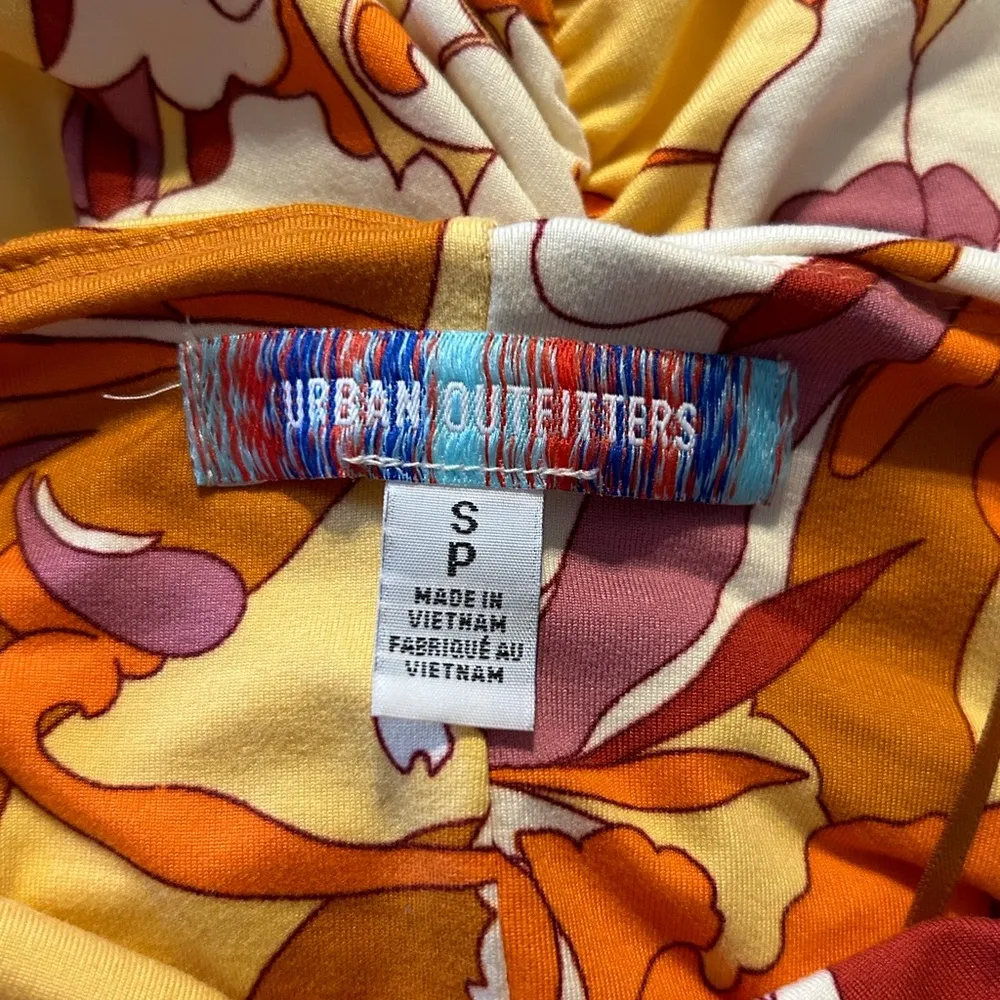 URBAN OUTFITTERS
S
P
MADE IN
VIETNAM
FABRIQUÉ AU
VIETNAM